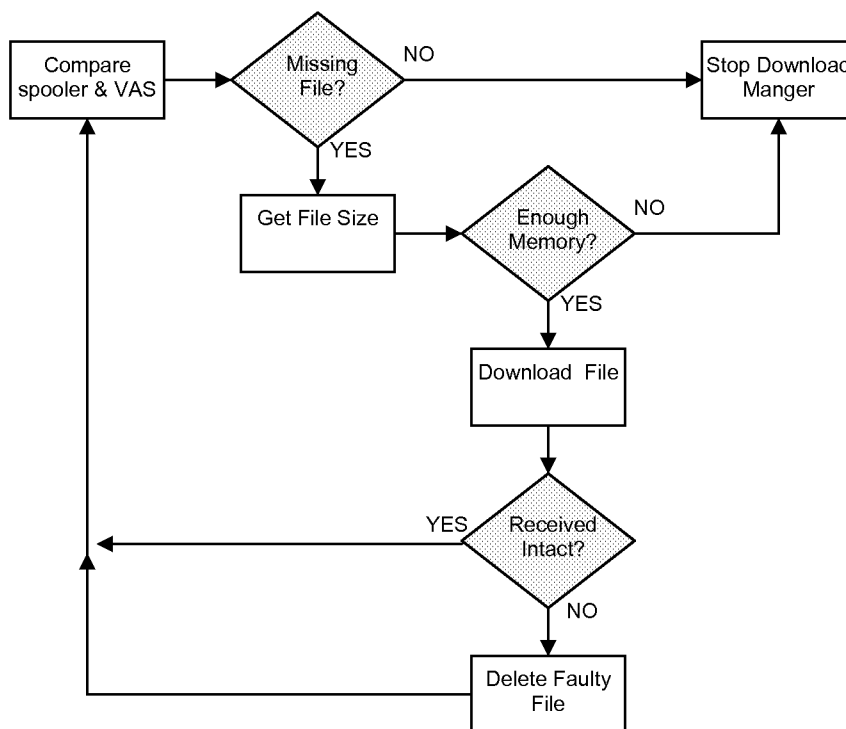 Compare
spooler & VAS
Missing
File?
NO
Stop Download
Manger
YES
Get File Size
Enough
Memory?
NO
YES
Download File
YES
Received
Intact?
NO
Delete Faulty
File